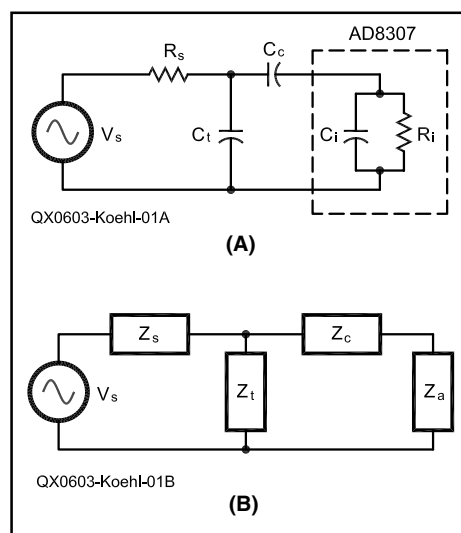 AD8307
Rs
Cc
Vs
Ct
Ci
Ri
QX0603-Koehl-01A
(A)
Zs
Zc
Vs
Zt
Za
QX0603-Koehl-01B
(B)